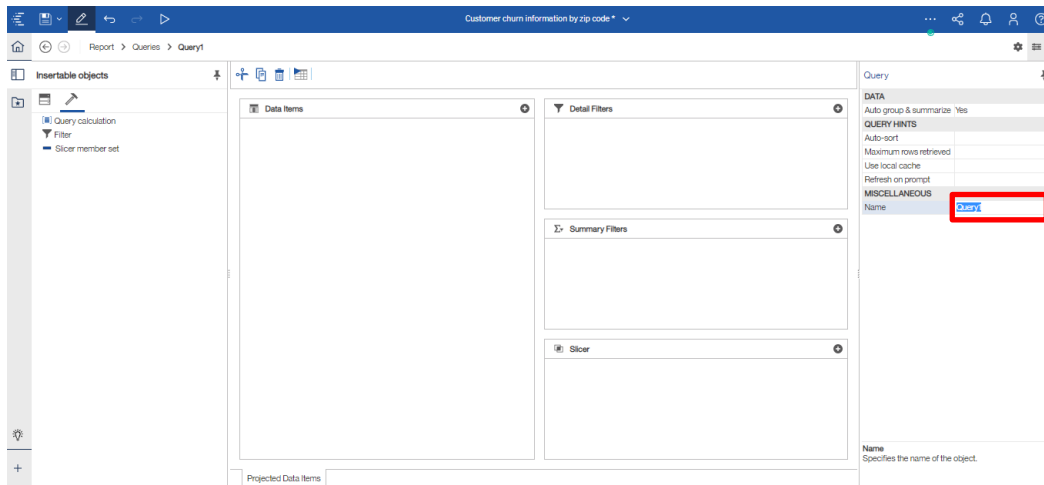 Customer churn information by zip code *
Report > Queries > Query1
Insertable objects
Query calculation
Filter
Slicer member set
Data Items
Detail Filters
Summary Filters
Slicer
Projected Data Items
Query
DATA
Auto group & summarize Yes
QUERY HINTS
Auto-sort
Maximum rows retrieved
Use local cache
Refresh on prompt
MISCELLANEOUS
Name Query1
Name
Specifies the name of the object.